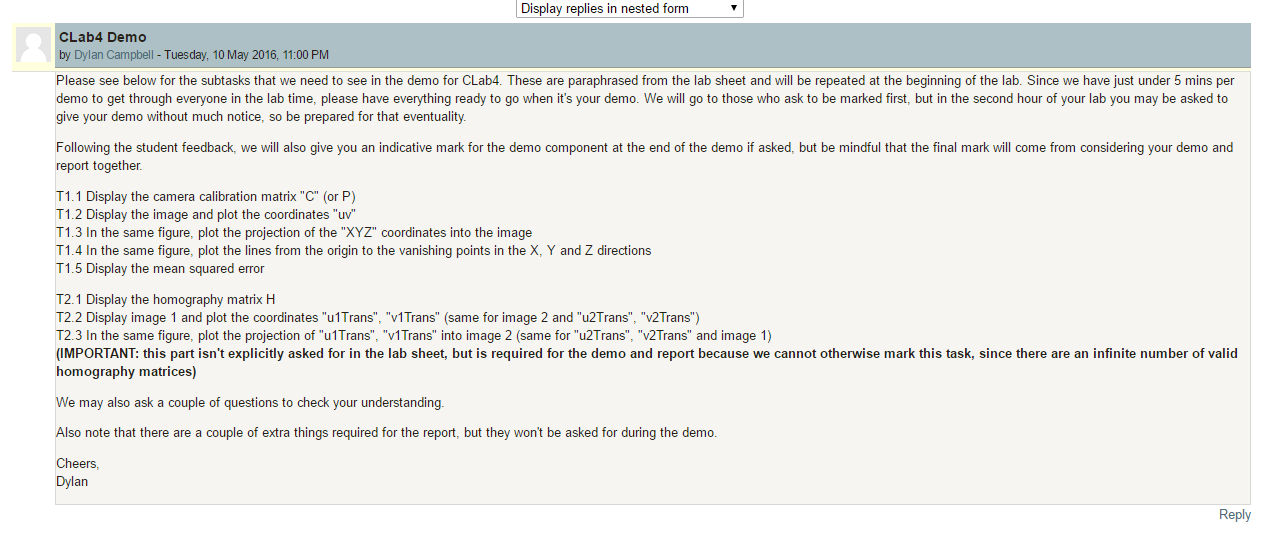 Display replies in nested form
CLab4 Demo
by Dylan Campbell - Tuesday, 10 May 2016, 11:00 PM
Please see below for the subtasks that we need to see in the demo for CLab4. These are paraphrased from the lab sheet and will be repeated at the beginning of the lab. Since we have just under 5 mins per
demo to get through everyone in the lab time, please have everything ready to go when it's your demo. We will go to those who ask to be marked first, but in the second hour of your lab you may be asked to
give your demo without much notice, so be prepared for that eventuality.
Following the student feedback, we will also give you an indicative mark for the demo component at the end of the demo if asked, but be mindful that the final mark will come from considering your demo and
report together.
T1.1 Display the camera calibration matrix "C" (or P)
T1.2 Display the image and plot the coordinates "uv"
T1.3 In the same figure, plot the projection of the "XYZ" coordinates into the image
T1.4 In the same figure, plot the lines from the origin to the vanishing points in the X, Y and Z directions
T1.5 Display the mean squared error
T2.1 Display the homography matrix H
T2.2 Display image 1 and plot the coordinates "u1Trans", "v1Trans" (same for image 2 and "u2Trans", "v2Trans")
T2.3 In the same figure, plot the projection of "u1Trans", "v1Trans" into image 2 (same for "u2Trans", "v2Trans" and image 1)
(IMPORTANT: this part isn't explicitly asked for in the lab sheet, but is required for the demo and report because we cannot otherwise mark this task, since there are an infinite number of valid
homography matrices)
We may also ask a couple of questions to check your understanding.
Also note that there are a couple of extra things required for the report, but they won't be asked for during the demo.
Cheers,
Dylan
Reply